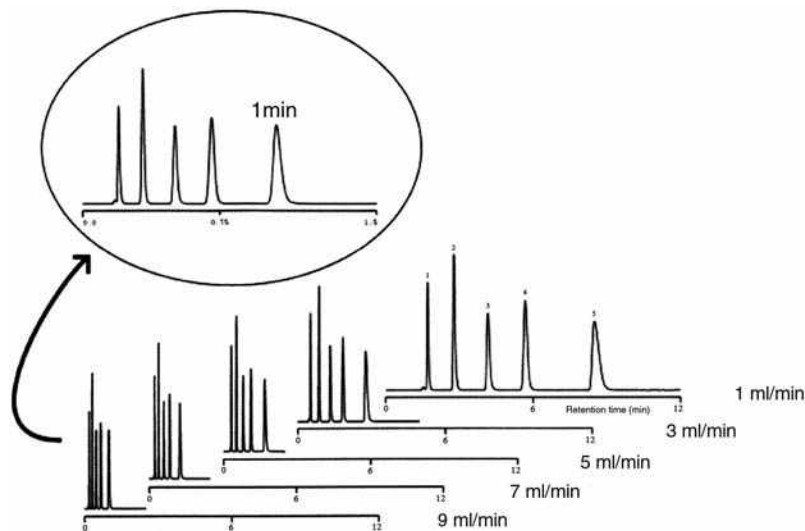 1min
0.0 0.75 1.5
1 2 3 4 5
0 6 Retention time (min) 12
1 ml/min
0 6 12
3 ml/min
0 6 12
5 ml/min
0 6 12
7 ml/min
0 6 12
9 ml/min